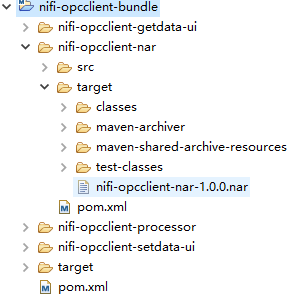 nifi-opcclient-bundle
nifi-opcclient-getdata-ui
nifi-opcclient-nar
src
target
classes
maven-archiver
maven-shared-archive-resources
test-classes
nifi-opcclient-nar-1.0.0.nar
pom.xml
nifi-opcclient-processor
nifi-opcclient-setdata-ui
target
pom.xml